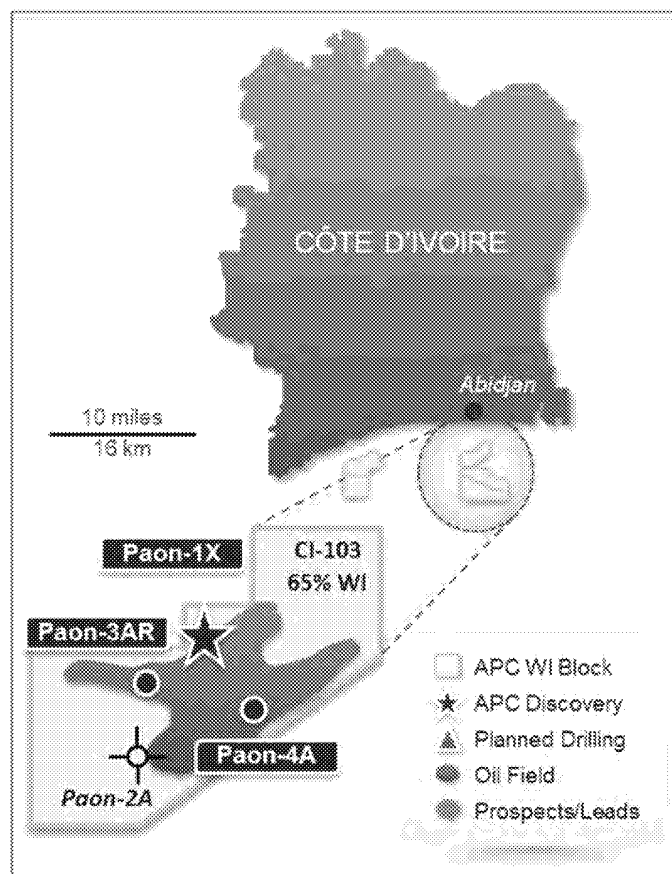 CÔTE D'IVOIRE
Abidjan
10 miles
16 km
Paon-1X
CI-103
65% WI
Paon-3AR
Paon-4A
Paon-2A
APC WI Block
APC Discovery
Planned Drilling
Oil Field
Prospects/Leads